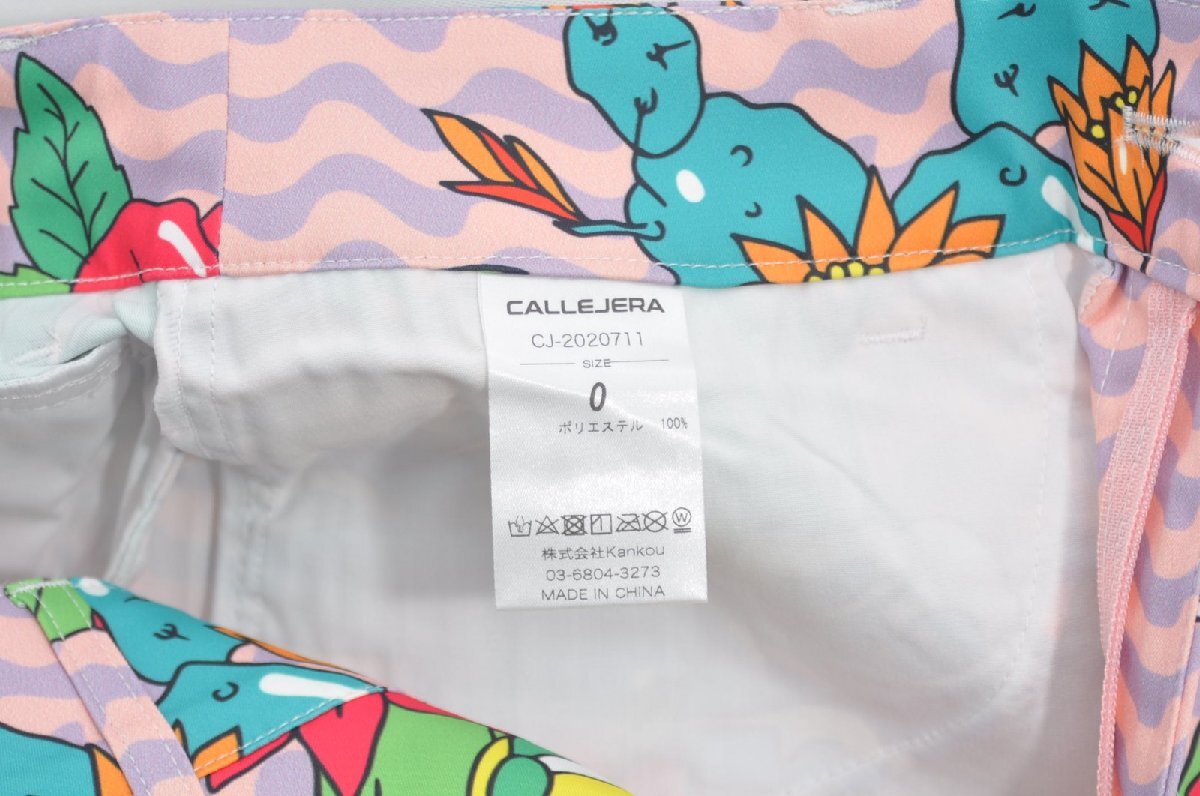 CALLEJERA
CJ-2020711
SIZE
0
ポリエステル 100%
株式会社Kankou
03-6804-3273
MADE IN CHINA